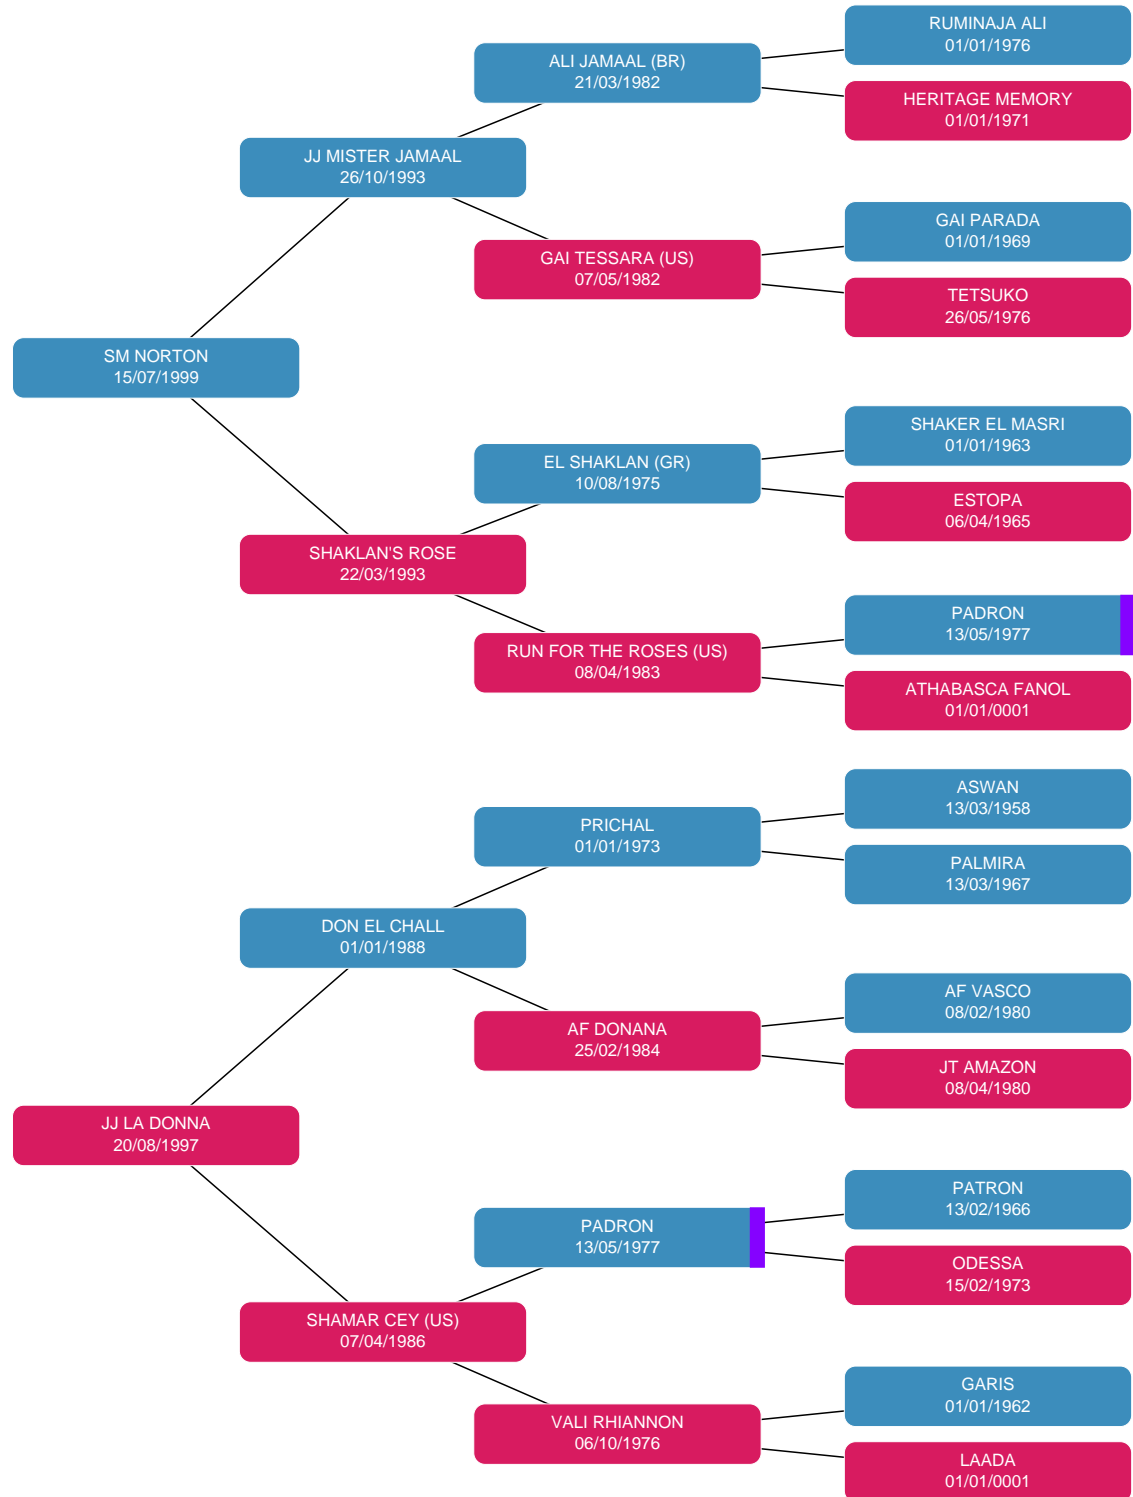 RUMINAJA ALI
01/01/1976
ALI JAMAAL (BR)
21/03/1982
HERITAGE MEMORY
01/01/1971
JJ MISTER JAMAAL
26/10/1993
GAI PARADA
01/01/1969
GAI TESSARA (US)
07/05/1982
TETSUKO
26/05/1976
SM NORTON
15/07/1999
SHAKER EL MASRI
01/01/1963
EL SHAKLAN (GR)
10/08/1975
ESTOPA
06/04/1965
SHAKLAN'S ROSE
22/03/1993
PADRON
13/05/1977
RUN FOR THE ROSES (US)
08/04/1983
ATHABASCA FANOL
01/01/0001
ASWAN
13/03/1958
PRICHAL
01/01/1973
PALMIRA
13/03/1967
DON EL CHALL
01/01/1988
AF VASCO
08/02/1980
AF DONANA
25/02/1984
JT AMAZON
08/04/1980
JJ LA DONNA
20/08/1997
PATRON
13/02/1966
PADRON
13/05/1977
ODESSA
15/02/1973
SHAMAR CEY (US)
07/04/1986
GARIS
01/01/1962
VALI RHIANNON
06/10/1976
LAADA
01/01/0001